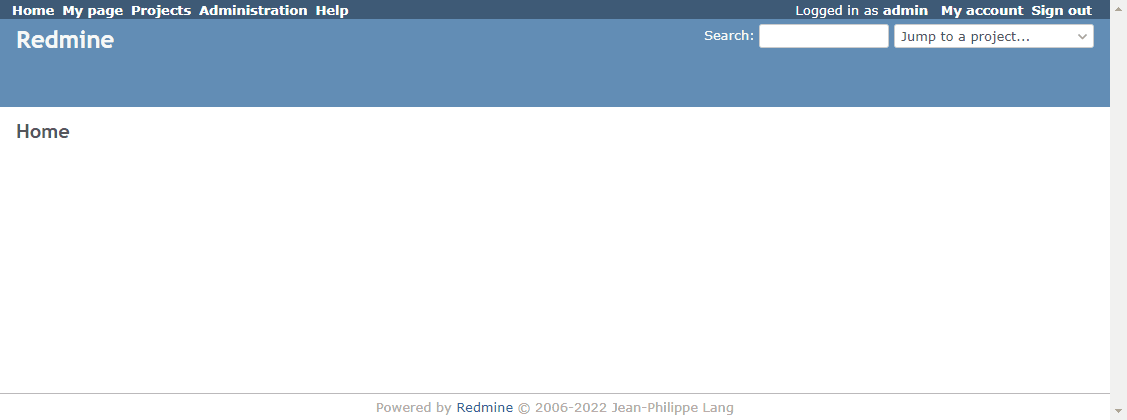 Home My page Projects Administration Help Logged in as admin My account Sign out
Redmine Search: Jump to a project...
Home
Powered by Redmine © 2006-2022 Jean-Philippe Lang